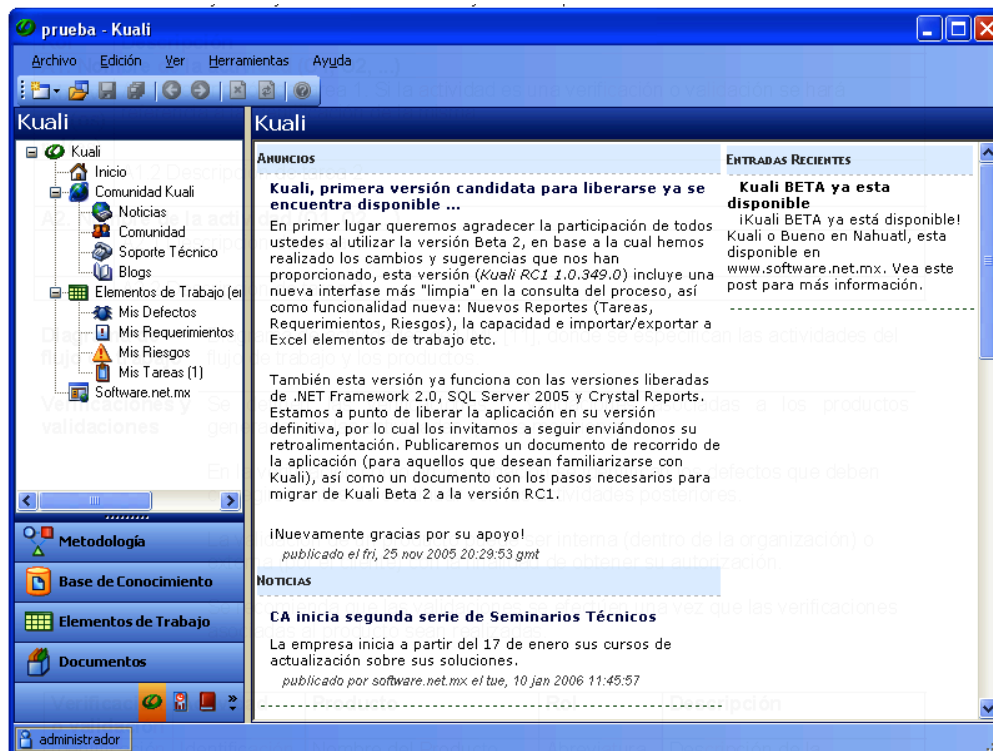 prueba - Kuali
Archivo Edición Ver Herramientas Ayuda
Kuali
Kuali
Inicio
Comunidad Kuali
Noticias
Comunidad
Soporte Técnico
Blogs
Elementos de Trabajo (er
Mis Defectos
Mis Requerimientos
Mis Riesgos
Mis Tareas (1)
Software.net.mx
Metodología
Base de Conocimiento
Elementos de Trabajo
Documentos
administrador
Kuali
Anuncios
Kuali, primera versión candidata para liberarse ya se
encuentra disponible ...
En primer lugar queremos agradecer la participación de todos
ustedes al utilizar la versión Beta 2, en base a la cual hemos
realizado los cambios y sugerencias que nos han
proporcionado, esta versión (Kuali RC1 1.0.349.0) incluye una
nueva interfase más "limpia" en la consulta del proceso, así
como funcionalidad nueva: Nuevos Reportes (Tareas,
Requerimientos, Riesgos), la capacidad e importar/exportar a
Excel elementos de trabajo etc.
También esta versión ya funciona con las versiones liberadas
de .NET Framework 2.0, SQL Server 2005 y Crystal Reports.
Estamos a punto de liberar la aplicación en su versión
definitiva, por lo cual los invitamos a seguir enviándonos su
retroalimentación. Publicaremos un documento de recorrido de
la aplicación (para aquellos que desean familiarizarse con
Kuali), así como un documento con los pasos necesarios para
migrar de Kuali Beta 2 a la versión RC1.
¡Nuevamente gracias por su apoyo!
publicado el fri, 25 nov 2005 20:29:53 gmt
Noticias
CA inicia segunda serie de Seminarios Técnicos
La empresa inicia a partir del 17 de enero sus cursos de
actualización sobre sus soluciones.
publicado por software.net.mx el tue, 10 jan 2006 11:45:57
Entradas Recientes
Kuali BETA ya esta
disponible
¡Kuali BETA ya está disponible!
Kuali o Bueno en Nahuatl, esta
disponible en
www.software.net.mx. Vea este
post para más información.